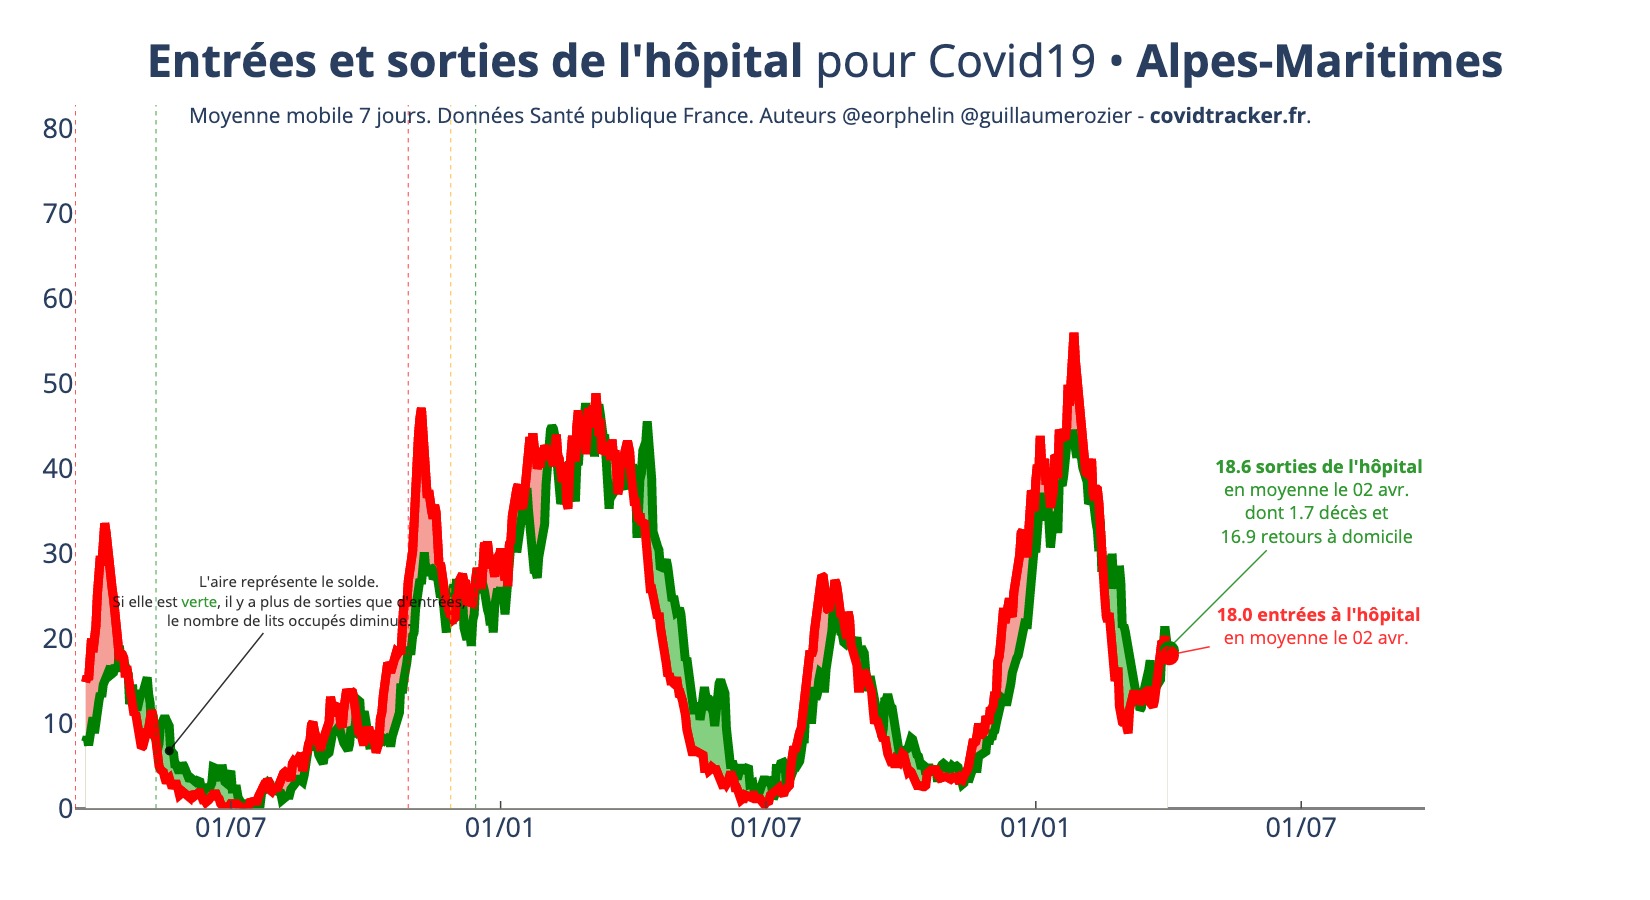 Entrées et sorties de l'hôpital pour Covid19 • Alpes-Maritimes
Moyenne mobile 7 jours. Données Santé publique France. Auteurs @eorphelin @guillaumerozier - covidtracker.fr.
80
70
60
50
40
30
20
10
0
L'aire représente le solde.
Si elle est verte, il y a plus de sorties que d'entrées,
le nombre de lits occupés diminue.
18.6 sorties de l'hôpital
en moyenne le 02 avr.
dont 1.7 décès et
16.9 retours à domicile
18.0 entrées à l'hôpital
en moyenne le 02 avr.
01/07
01/01
01/07
01/01
01/07